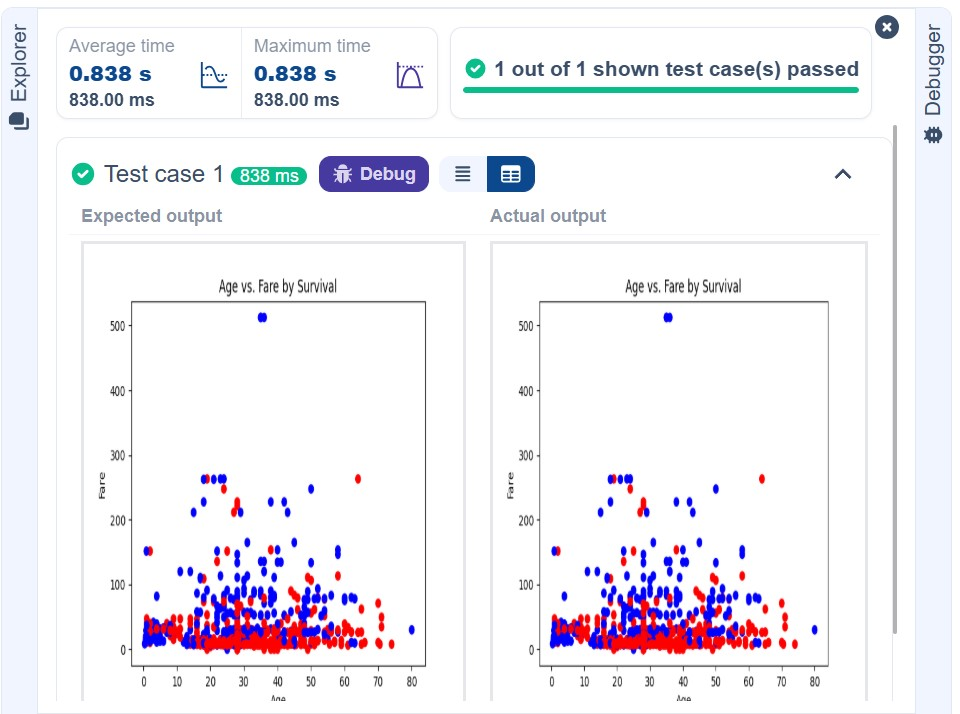 Explorer
Average time
0.838 s
838.00 ms
Maximum time
0.838 s
838.00 ms
1 out of 1 shown test case(s) passed
Debugger
Test case 1 838 ms Debug
Expected output
Age vs. Fare by Survival
Fare
500
400
300
200
100
0
0 10 20 30 40 50 60 70 80
Age
Actual output
Age vs. Fare by Survival
Fare
500
400
300
200
100
0
0 10 20 30 40 50 60 70 80
Age